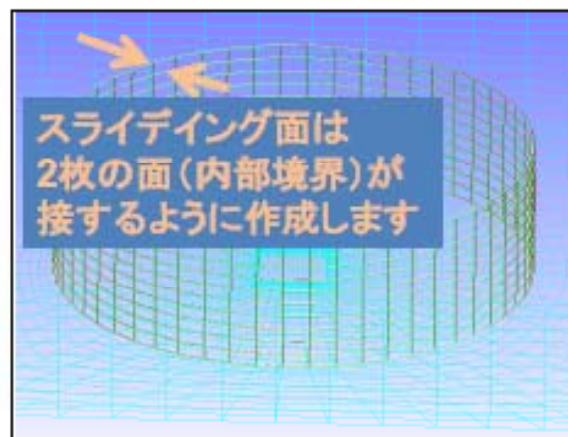 スライデイング面は
2枚の面（内部境界）が
接するように作成します